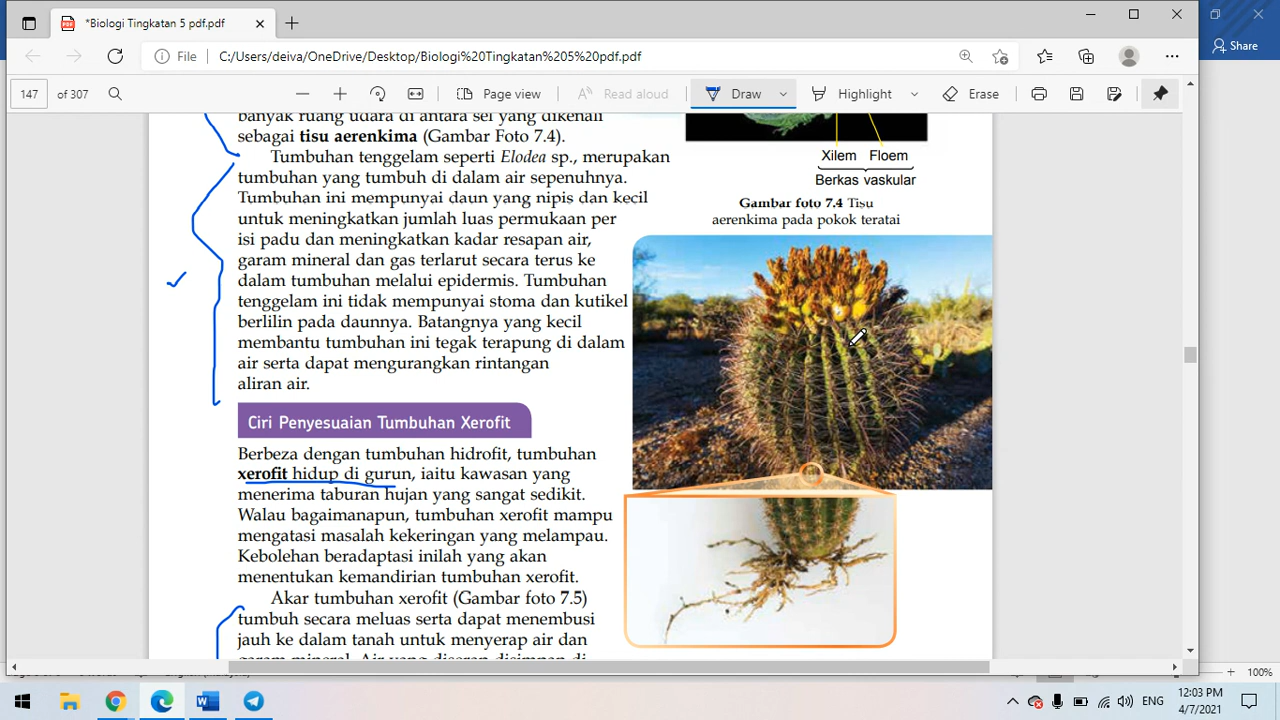 *Biologi Tingkatan 5 pdf.pdf
Share
File
C:/Users/deiva/OneDrive/Desktop/Biologi%20Tingkatan%205%20pdf.pdf
147 of 307
Page view
Read aloud
Draw
Highlight
Erase
banyak ruang udara di antara sel yang dikenali
sebagai tisu aerenkima (Gambar Foto 7.4).
Tumbuhan tenggelam seperti Elodea sp., merupakan
tumbuhan yang tumbuh di dalam air sepenuhnya.
Tumbuhan ini mempunyai daun yang nipis dan kecil
untuk meningkatkan jumlah luas permukaan per
isi padu dan meningkatkan kadar resapan air,
garam mineral dan gas terlarut secara terus ke
dalam tumbuhan melalui epidermis. Tumbuhan
tenggelam ini tidak mempunyai stoma dan kutikel
berlilin pada daunnya. Batangnya yang kecil
membantu tumbuhan ini tegak terapung di dalam
air serta dapat mengurangkan rintangan
aliran air.
Ciri Penyesuaian Tumbuhan Xerofit
Berbeza dengan tumbuhan hidrofit, tumbuhan
xerofit hidup di gurun, iaitu kawasan yang
menerima taburan hujan yang sangat sedikit.
Walau bagaimanapun, tumbuhan xerofit mampu
mengatasi masalah kekeringan yang melampau.
Kebolehan beradaptasi inilah yang akan
menentukan kemandirian tumbuhan xerofit.
Akar tumbuhan xerofit (Gambar foto 7.5)
tumbuh secara meluas serta dapat menembusi
jauh ke dalam tanah untuk menyerap air dan
garam mineral. Air yang diserap disimpan di
Xilem Floem
Berkas vaskular
Gambar foto 7.4 Tisu
aerenkima pada pokok teratai
100%
ENG
12:03 PM
4/7/2021